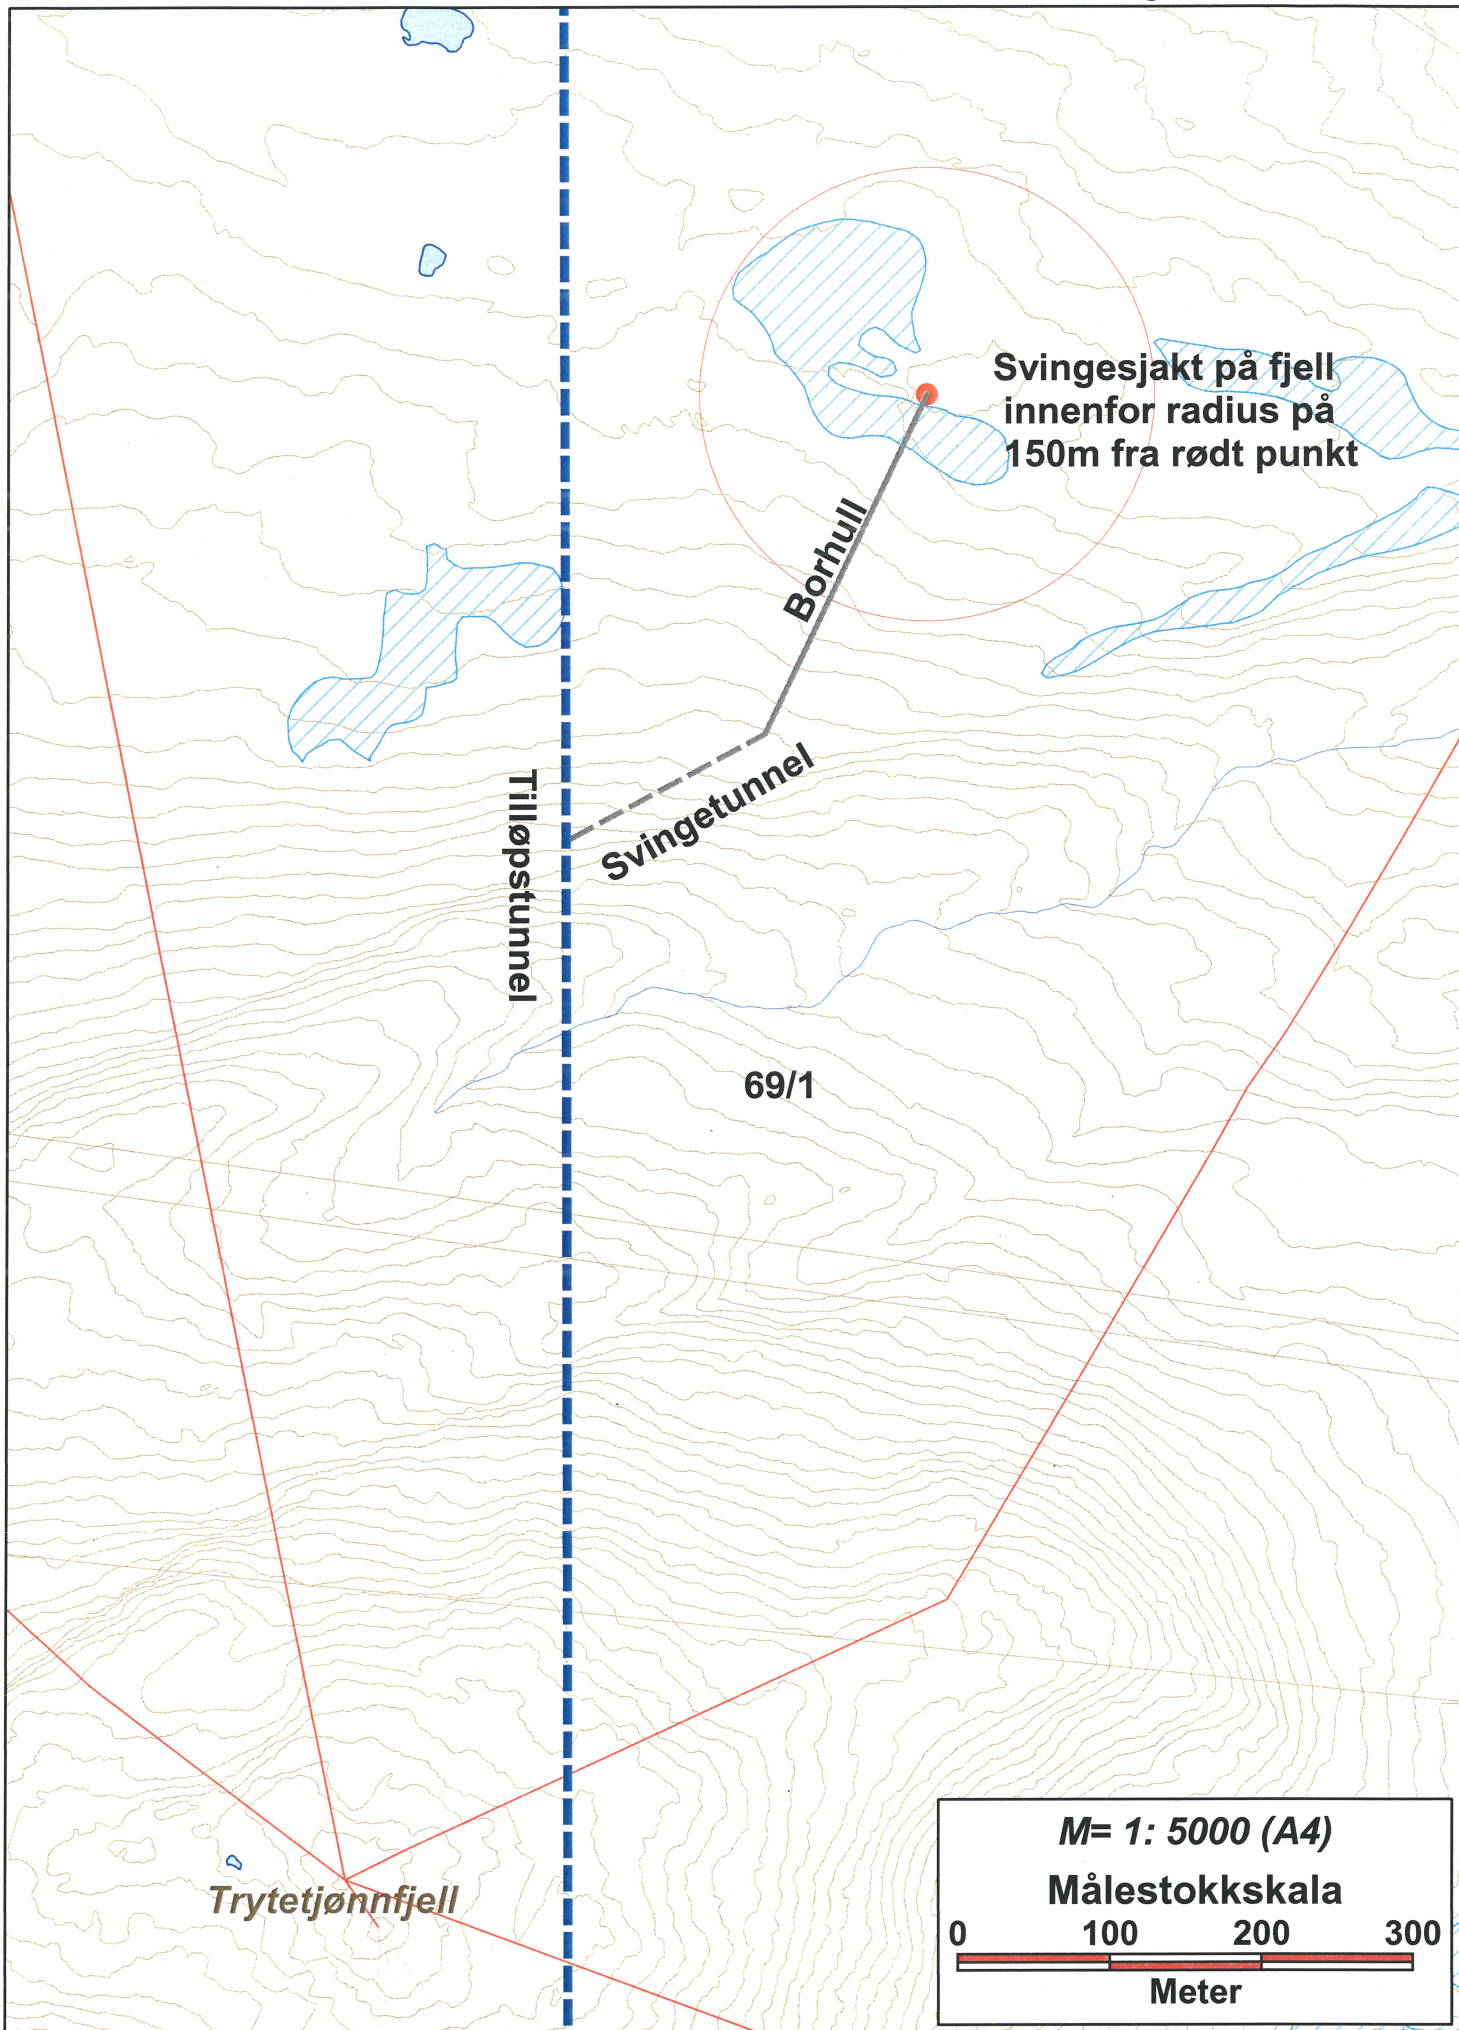 Svingesjakt på fjell
innenfor radius på
150m fra rødt punkt
Borhull
Svingetunnel
Tilløpstunnel
69/1
Trytetjønnfjell
M= 1: 5000 (A4)
Målestokkskala
0 100 200 300
Meter